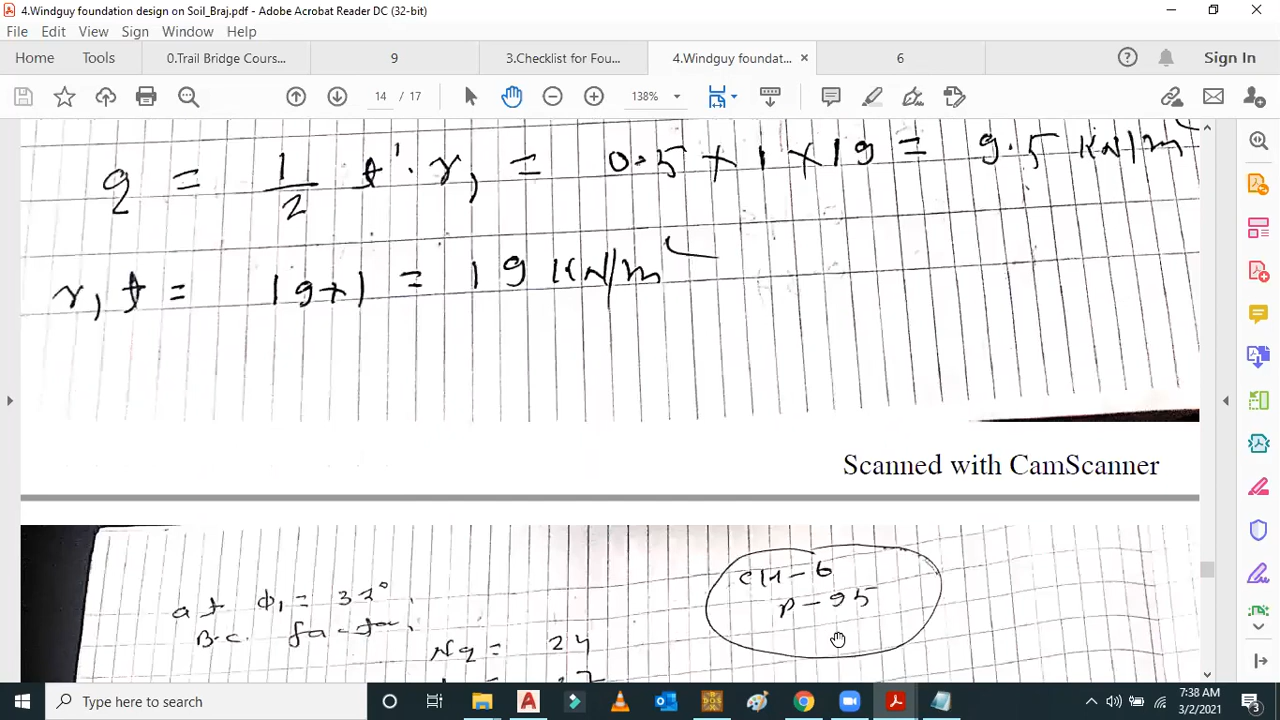 4.Windguy foundation design on Soil_Braj.pdf - Adobe Acrobat Reader DC (32-bit)
File Edit View Sign Window Help
Home Tools 0.Trail Bridge Cours... 9 3.Checklist for Fou... 4.Windguy foundat... × 6 Sign In
14 / 17 138%
q = 1/2 t' · γ₁ = 0.5 × 1 × 19 = 9.5 KN/m²
γ₁ t = 19×1 = 19 KN/m²
Scanned with CamScanner
at Φ₁ = 32°
B.c. factor,
CH-6
P-95
Nq = 24
Type here to search
7:38 AM
3/2/2021
3